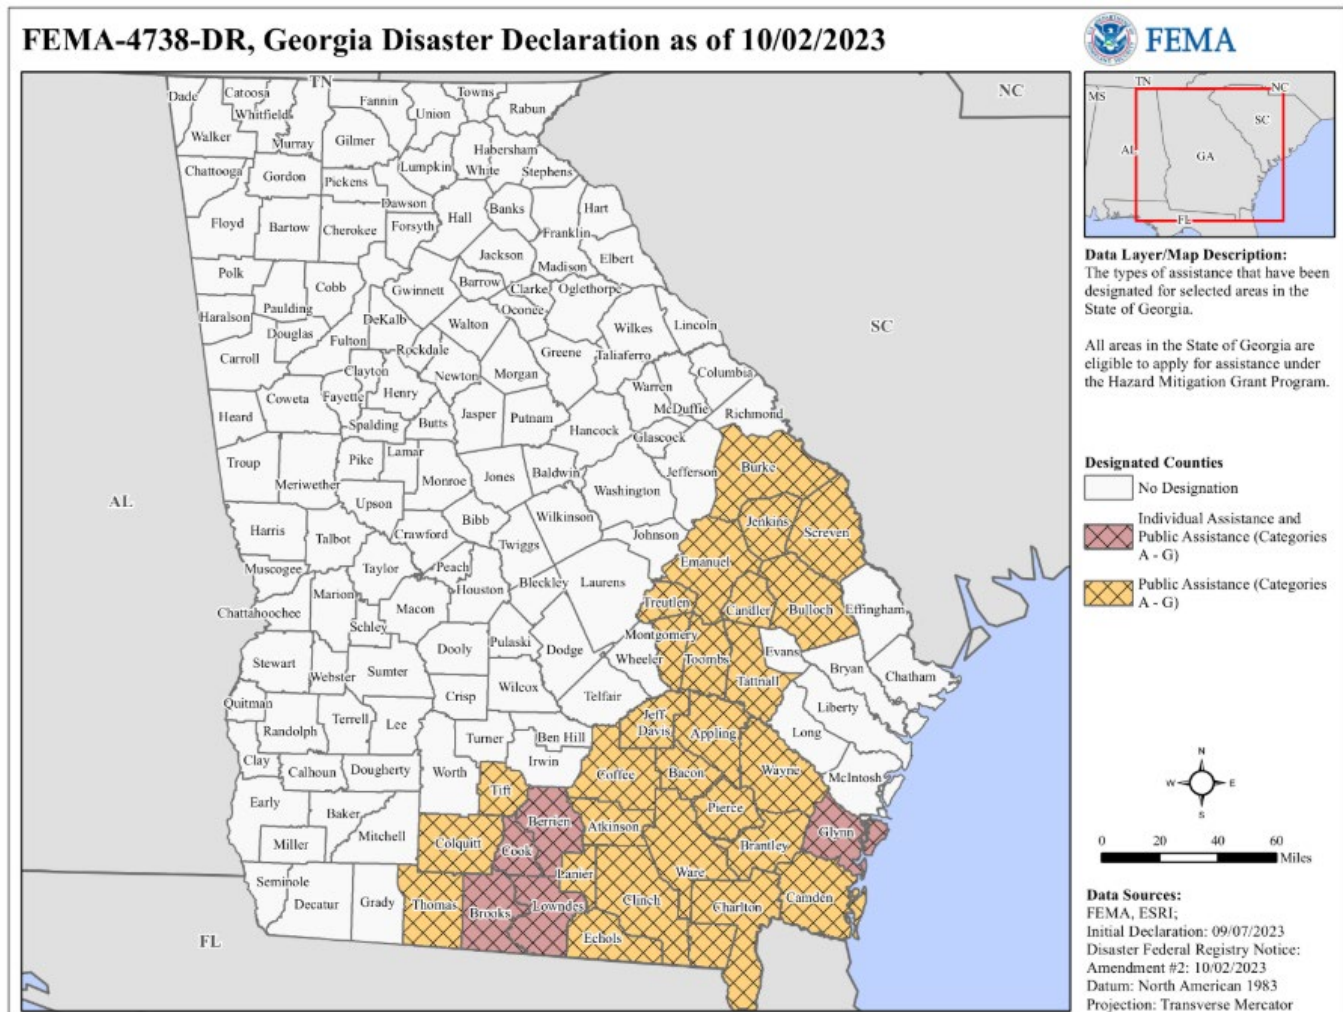 FEMA-4738-DR, Georgia Disaster Declaration as of 10/02/2023
FEMA
TN
NC
SC
AL
FL
Dade
Catoosa
Whitfield
Walker
Murray
Fannin
Union
Towns
Rabun
Gilmer
Chattooga
Gordon
Pickens
Lumpkin
White
Habersham
Stephens
Dawson
Floyd
Bartow
Cherokee
Forsyth
Hall
Banks
Franklin
Hart
Jackson
Madison
Elbert
Polk
Cobb
Gwinnett
Barrow
Clarke
Oglethorpe
Oconee
Haralson
Paulding
Douglas
DeKalb
Fulton
Walton
Rockdale
Wilkes
Lincoln
Carroll
Clayton
Newton
Morgan
Greene
Taliaferro
Columbia
Warren
McDuffie
Richmond
Heard
Coweta
Fayette
Henry
Spalding
Butts
Jasper
Putnam
Hancock
Glascock
Jefferson
Troup
Meriwether
Pike
Lamar
Upson
Monroe
Jones
Baldwin
Washington
Burke
Harris
Talbot
Crawford
Bibb
Twiggs
Wilkinson
Johnson
Jenkins
Screven
Emanuel
Muscogee
Chattahoochee
Marion
Taylor
Peach
Houston
Bleckley
Laurens
Treutlen
Candler
Bulloch
Effingham
Macon
Schley
Dooly
Pulaski
Dodge
Montgomery
Wheeler
Toombs
Evans
Bryan
Chatham
Tattnall
Stewart
Webster
Sumter
Crisp
Wilcox
Telfair
Liberty
Long
Quitman
Randolph
Terrell
Lee
Turner
Ben Hill
Irwin
Jeff
Davis
Appling
Wayne
McIntosh
Clay
Calhoun
Dougherty
Worth
Tift
Coffee
Bacon
Pierce
Early
Baker
Mitchell
Miller
Colquitt
Berrien
Cook
Atkinson
Brantley
Glynn
Lanier
Ware
Seminole
Decatur
Grady
Thomas
Brooks
Lowndes
Clinch
Echols
Charlton
Camden
MS
TN
NC
SC
AL
GA
FL
Data Layer/Map Description:
The types of assistance that have been
designated for selected areas in the
State of Georgia.
All areas in the State of Georgia are
eligible to apply for assistance under
the Hazard Mitigation Grant Program.
Designated Counties
No Designation
Individual Assistance and
Public Assistance (Categories
A - G)
Public Assistance (Categories
A - G)
N
W
E
S
0 20 40 60
Miles
Data Sources:
FEMA, ESRI;
Initial Declaration: 09/07/2023
Disaster Federal Registry Notice:
Amendment #2: 10/02/2023
Datum: North American 1983
Projection: Transverse Mercator